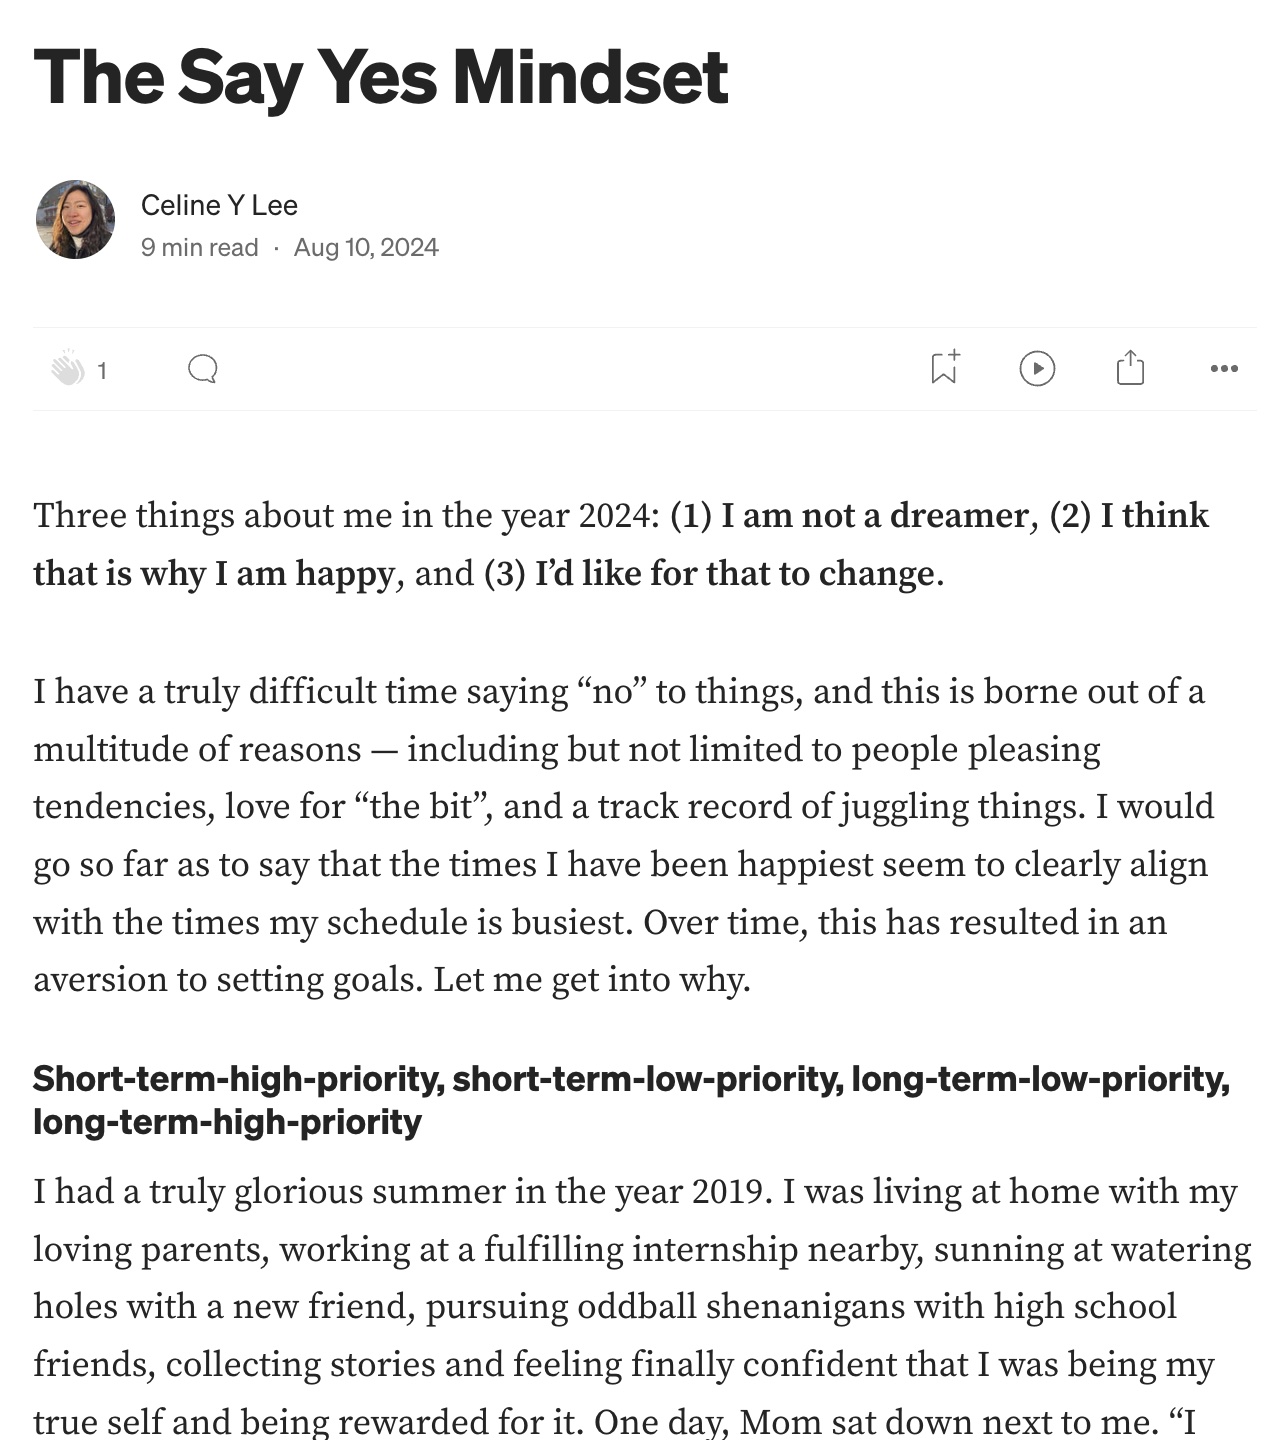 The Say Yes Mindset
Celine Y Lee
9 min read · Aug 10, 2024
1
Three things about me in the year 2024: (1) I am not a dreamer, (2) I think
that is why I am happy, and (3) I’d like for that to change.
I have a truly difficult time saying “no” to things, and this is borne out of a
multitude of reasons — including but not limited to people pleasing
tendencies, love for “the bit”, and a track record of juggling things. I would
go so far as to say that the times I have been happiest seem to clearly align
with the times my schedule is busiest. Over time, this has resulted in an
aversion to setting goals. Let me get into why.
Short-term-high-priority, short-term-low-priority, long-term-low-priority,
long-term-high-priority
I had a truly glorious summer in the year 2019. I was living at home with my
loving parents, working at a fulfilling internship nearby, sunning at watering
holes with a new friend, pursuing oddball shenanigans with high school
friends, collecting stories and feeling finally confident that I was being my
true self and being rewarded for it. One day, Mom sat down next to me. “I